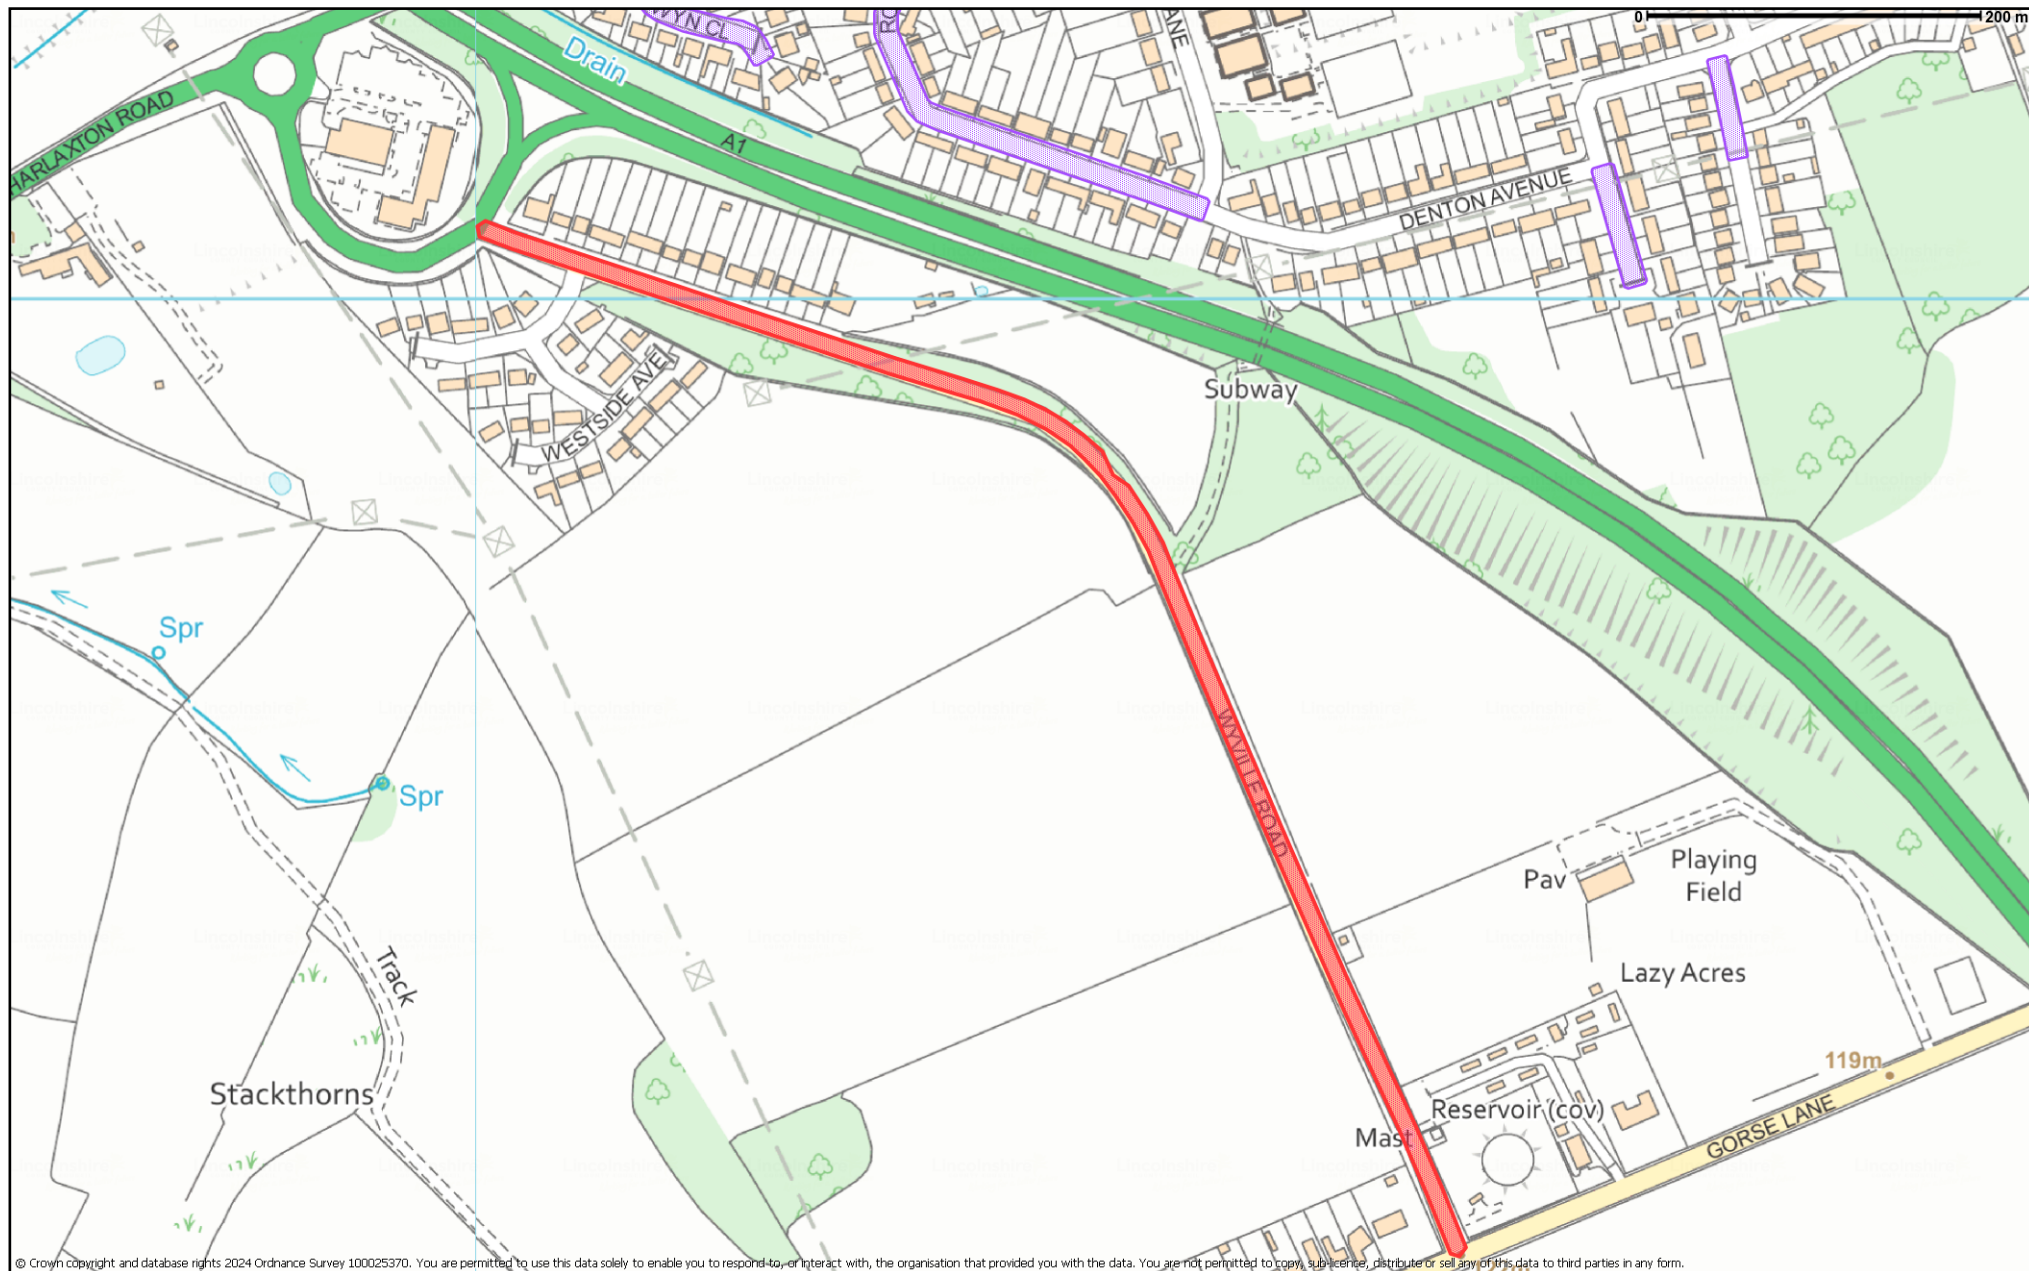 0
200 m
WYN CL
Drain
A1
HARLAXTON ROAD
DENTON AVENUE
Subway
WESTSIDE AVE
Spr
Spr
WYVILLE ROAD
Pav
Playing
Field
Lazy Acres
Track
Stackthorns
119m
Reservoir (cov)
Mast
GORSE LANE
© Crown copyright and database rights 2024 Ordnance Survey 100025370. You are permitted to use this data solely to enable you to respond to, or interact with, the organisation that provided you with the data. You are not permitted to copy, sub-licence, distribute or sell any of this data to third parties in any form.